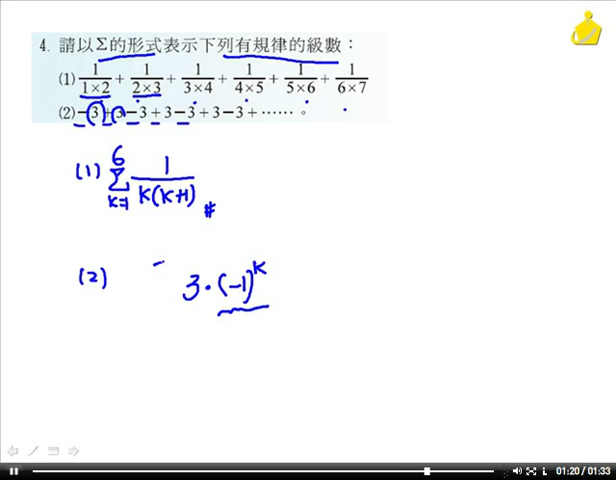 4. 請以Σ的形式表示下列有規律的級數：
(1) 1/(1×2) + 1/(2×3) + 1/(3×4) + 1/(4×5) + 1/(5×6) + 1/(6×7)
(2) −3+3−3+3−3+3−3+⋯⋯。
(1) 6 Σ K=1 1/(K(K+1)) #
(2) 3·(−1)^K
01:20 / 01:33